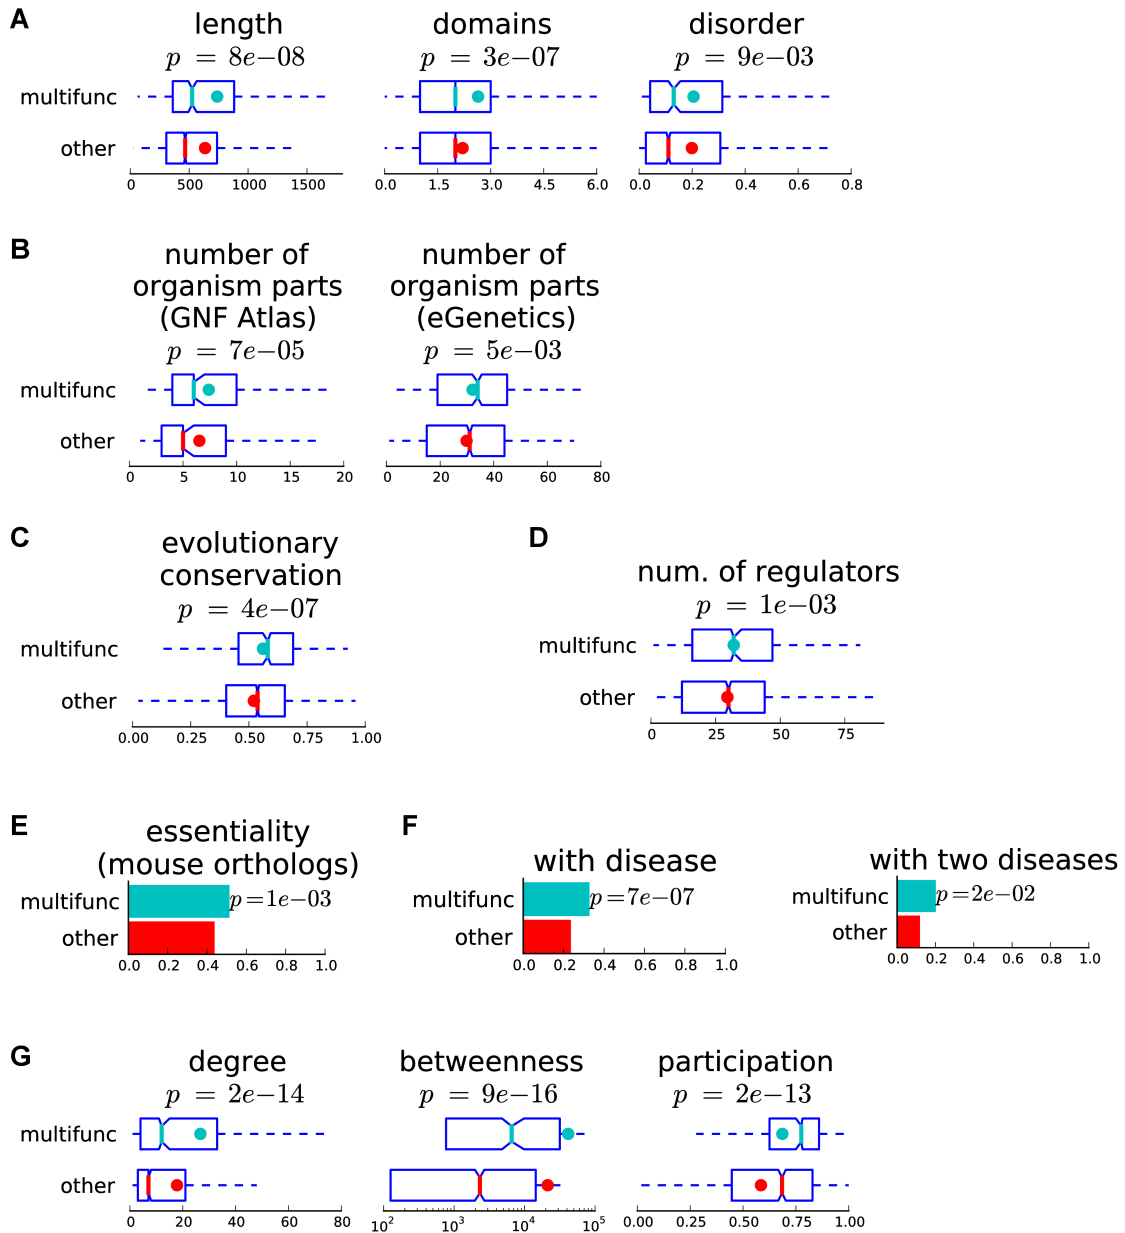 A
length
domains
disorder
p = 8e−08
p = 3e−07
p = 9e−03
multifunc
other
0 500 1000 1500
0.0 1.5 3.0 4.5 6.0
0.0 0.2 0.4 0.6 0.8
B
number of
organism parts
(GNF Atlas)
p = 7e−05
number of
organism parts
(eGenetics)
p = 5e−03
multifunc
other
0 5 10 15 20
0 20 40 60 80
C
evolutionary
conservation
p = 4e−07
multifunc
other
0.00 0.25 0.50 0.75 1.00
D
num. of regulators
p = 1e−03
multifunc
other
0 25 50 75
E
essentiality
(mouse orthologs)
multifunc
p=1e−03
other
0.0 0.2 0.4 0.6 0.8 1.0
F
with disease
multifunc
p=7e−07
other
0.0 0.2 0.4 0.6 0.8 1.0
with two diseases
multifunc
p=2e−02
other
0.0 0.2 0.4 0.6 0.8 1.0
G
degree
betweenness
participation
p = 2e−14
p = 9e−16
p = 2e−13
multifunc
other
0 20 40 60 80
10² 10³ 10⁴ 10⁵
0.00 0.25 0.50 0.75 1.00